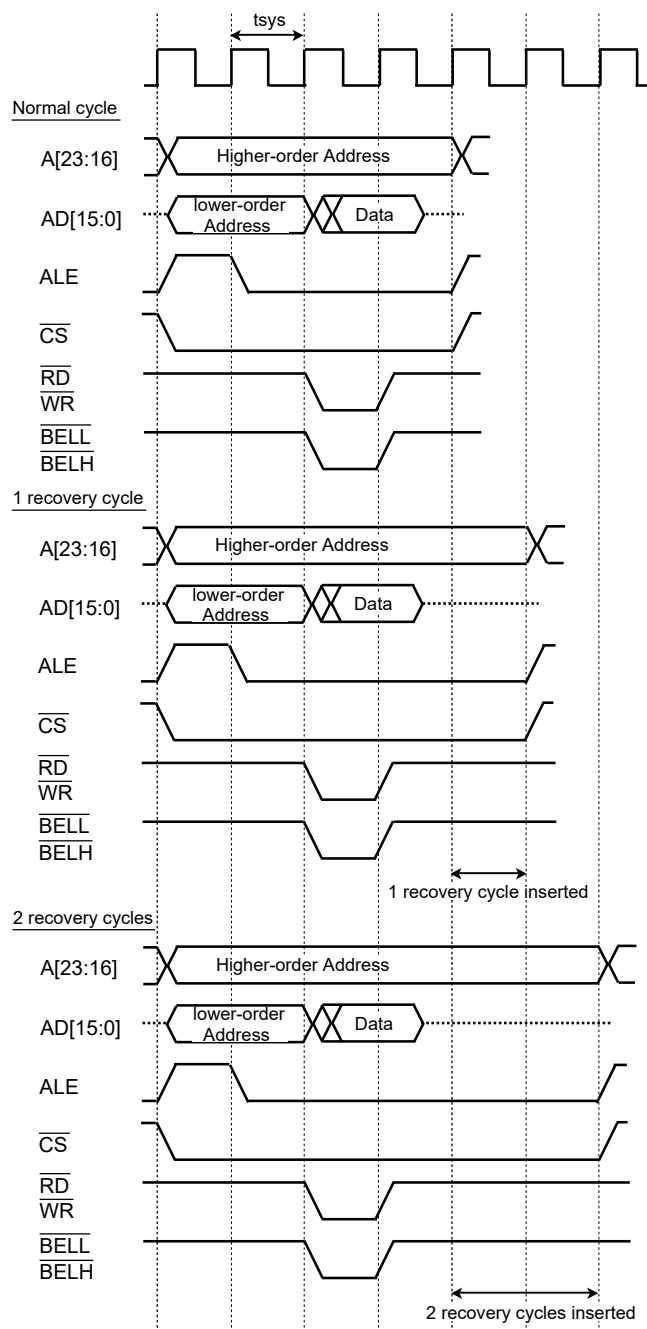 tsys
Normal cycle
A[23:16]
Higher-order Address
AD[15:0]
lower-order
Address
Data
ALE
CS
RD
WR
BELL
BELH
1 recovery cycle
A[23:16]
Higher-order Address
AD[15:0]
lower-order
Address
Data
ALE
CS
RD
WR
BELL
BELH
1 recovery cycle inserted
2 recovery cycles
A[23:16]
Higher-order Address
AD[15:0]
lower-order
Address
Data
ALE
CS
RD
WR
BELL
BELH
2 recovery cycles inserted